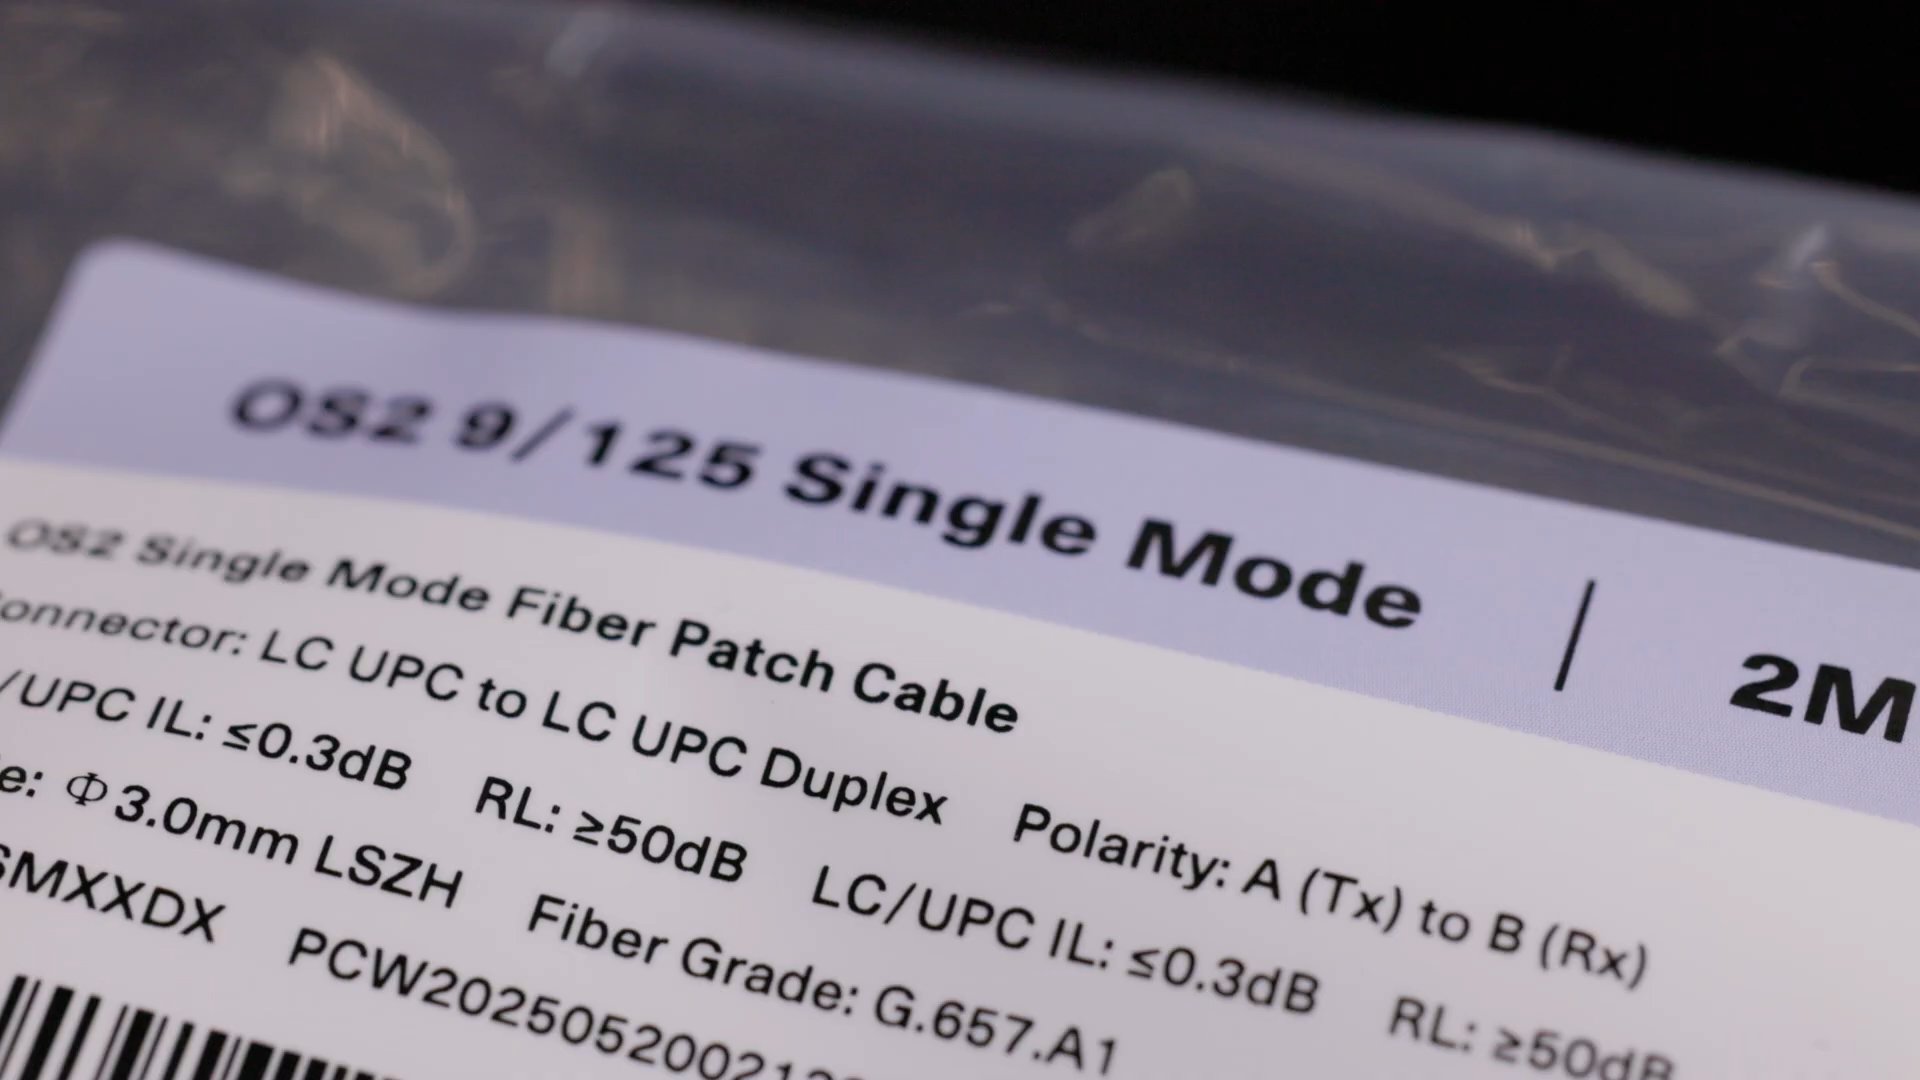 OS2 9/125 Single Mode | 2M
OS2 Single Mode Fiber Patch Cable
onnector: LC UPC to LC UPC Duplex Polarity: A (Tx) to B (Rx)
/UPC IL: ≤0.3dB RL: ≥50dB LC/UPC IL: ≤0.3dB RL: ≥50dB
e: Φ3.0mm LSZH Fiber Grade: G.657.A1
SMXXDX PCW2025052002